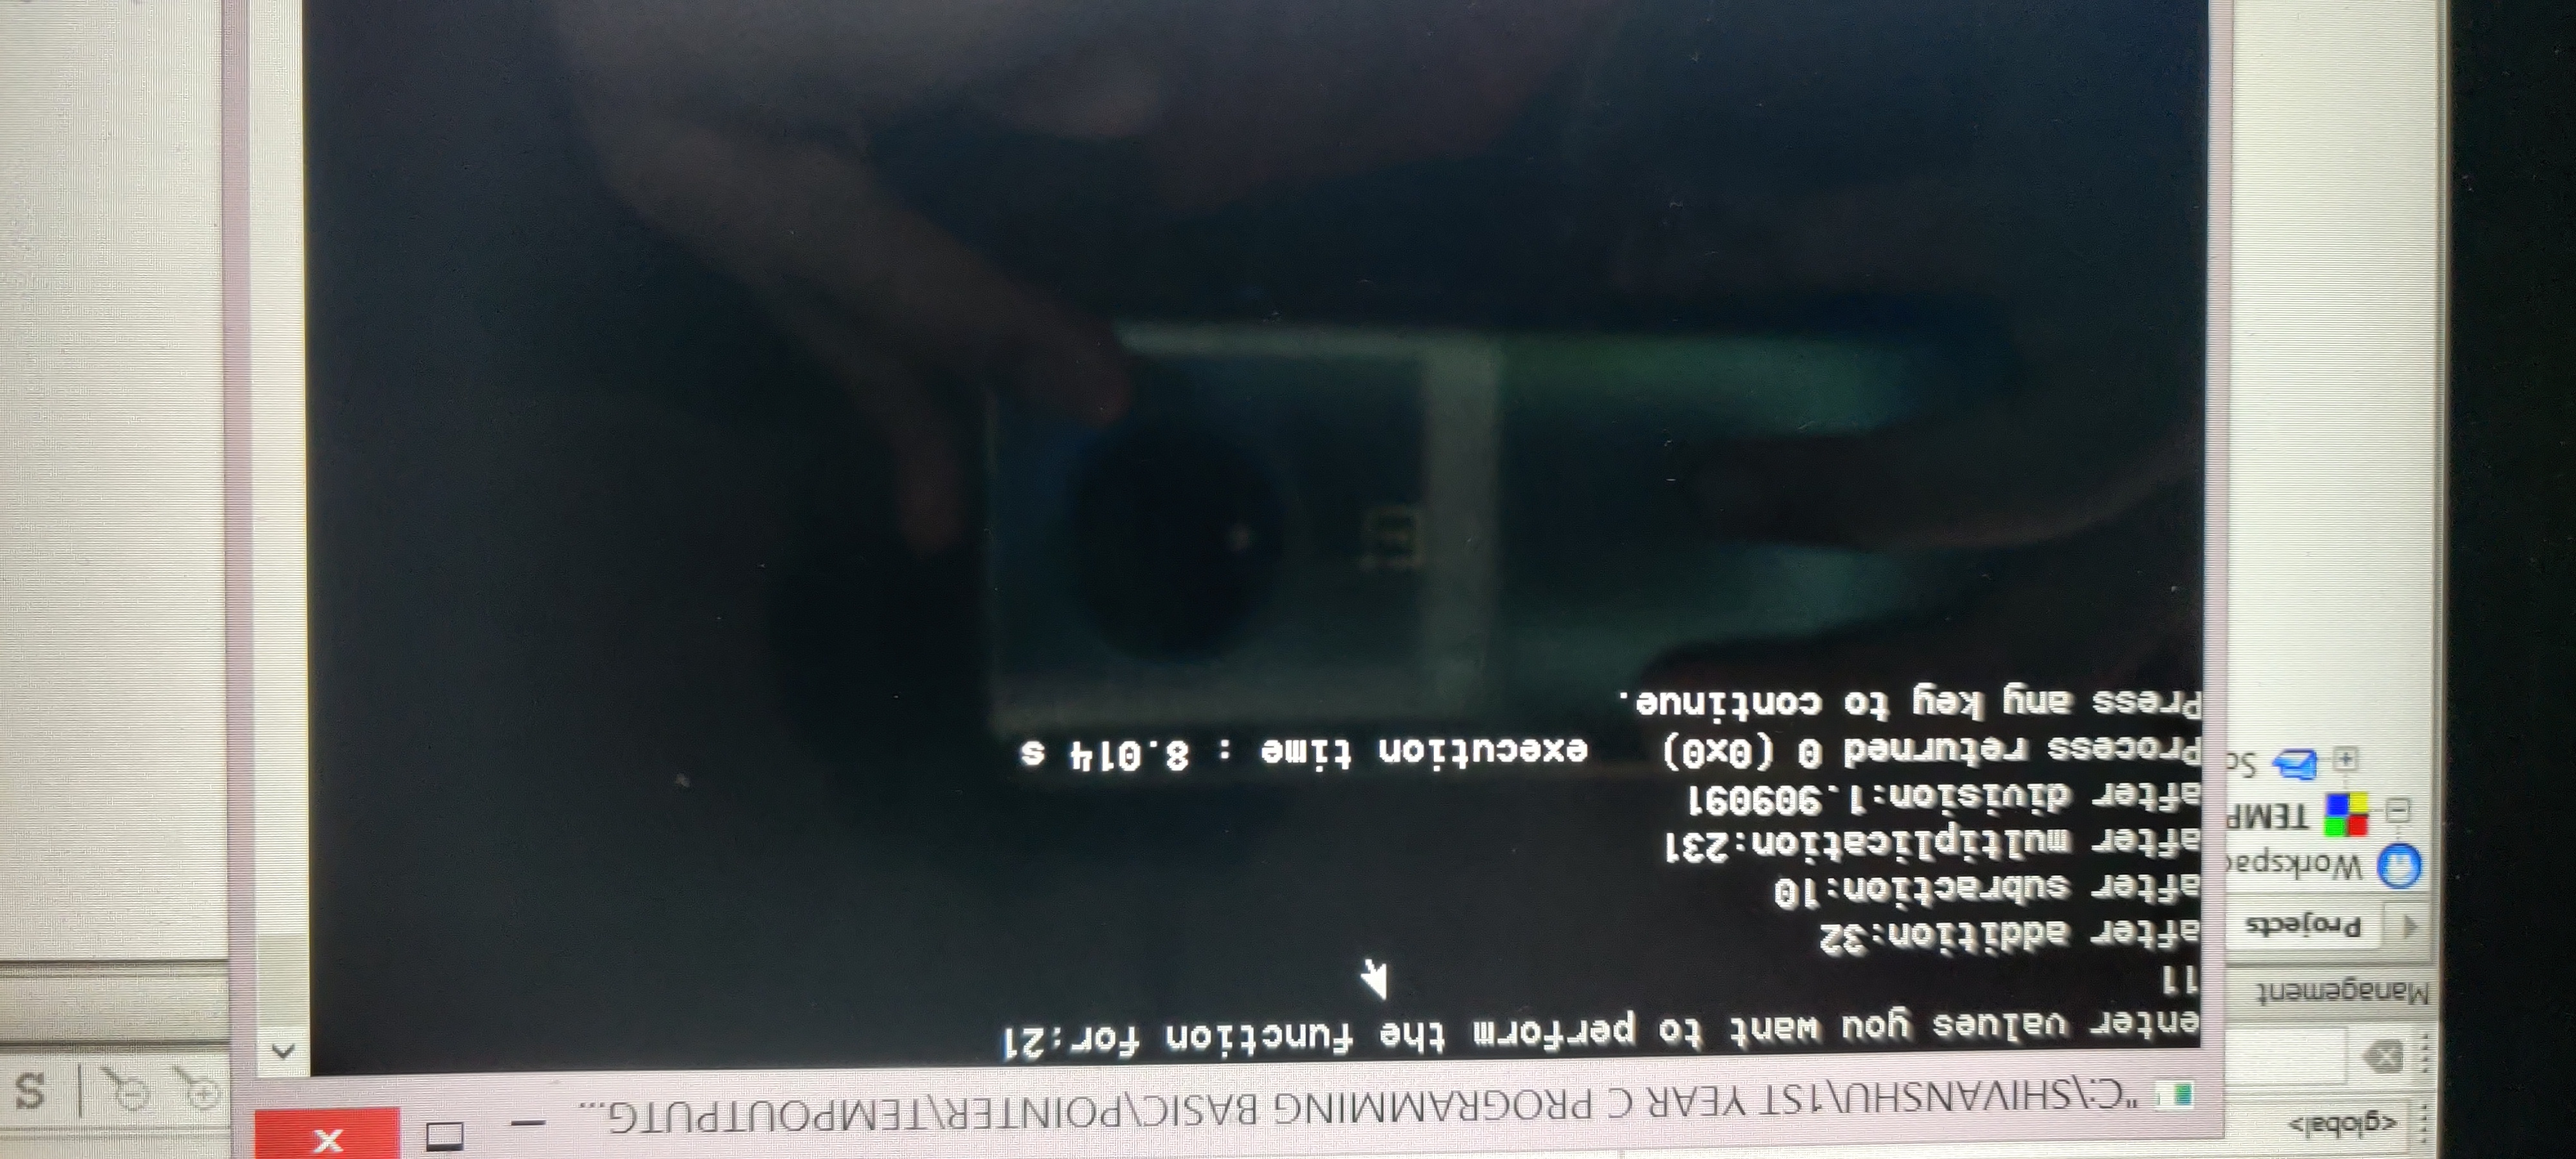 <global>
"C:\SHIVANSHU\1ST YEAR C PROGRAMMING BASIC\POINTER\TEMPOUTPUTG...
S
Management
Projects
Workspac
TEMP
Sc
enter values you want to perform the function for:21
11
after addition:32
after subraction:10
after multiplication:231
after division:1.909091
Process returned 0 (0x0)   execution time : 8.014 s
Press any key to continue.